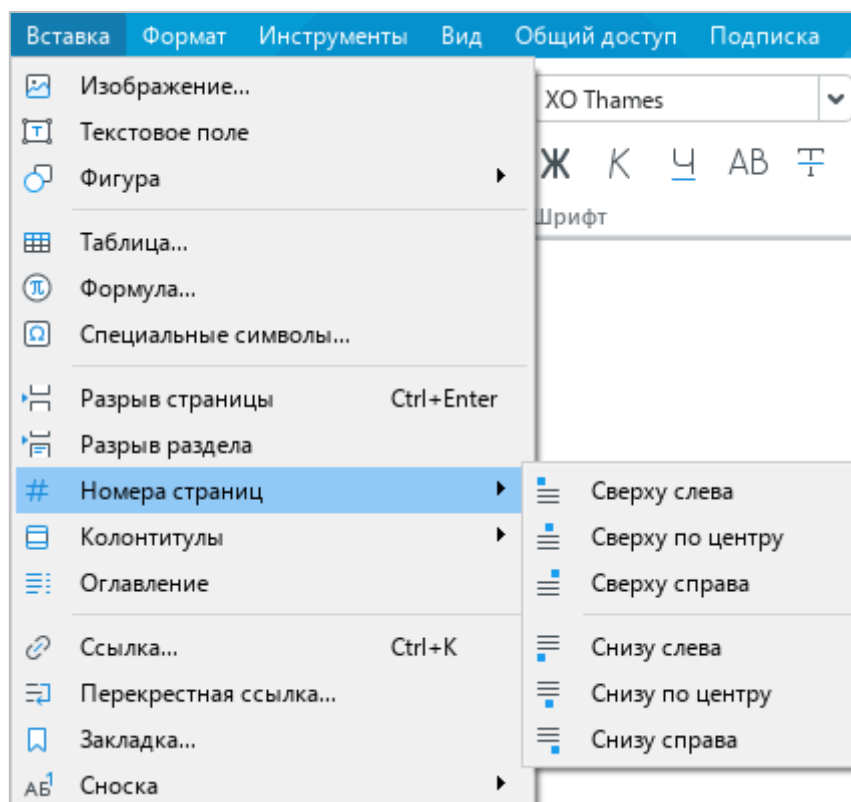 Вставка Формат Инструменты Вид Общий доступ Подписка
Изображение...
Текстовое поле
Фигура
Таблица...
Формула...
Специальные символы...
Разрыв страницы Ctrl+Enter
Разрыв раздела
Номера страниц
Колонтитулы
Оглавление
Ссылка... Ctrl+K
Перекрестная ссылка...
Закладка...
АБ1 Сноска
XO Thames
Ж К Ч АВ Т
Шрифт
Сверху слева
Сверху по центру
Сверху справа
Снизу слева
Снизу по центру
Снизу справа